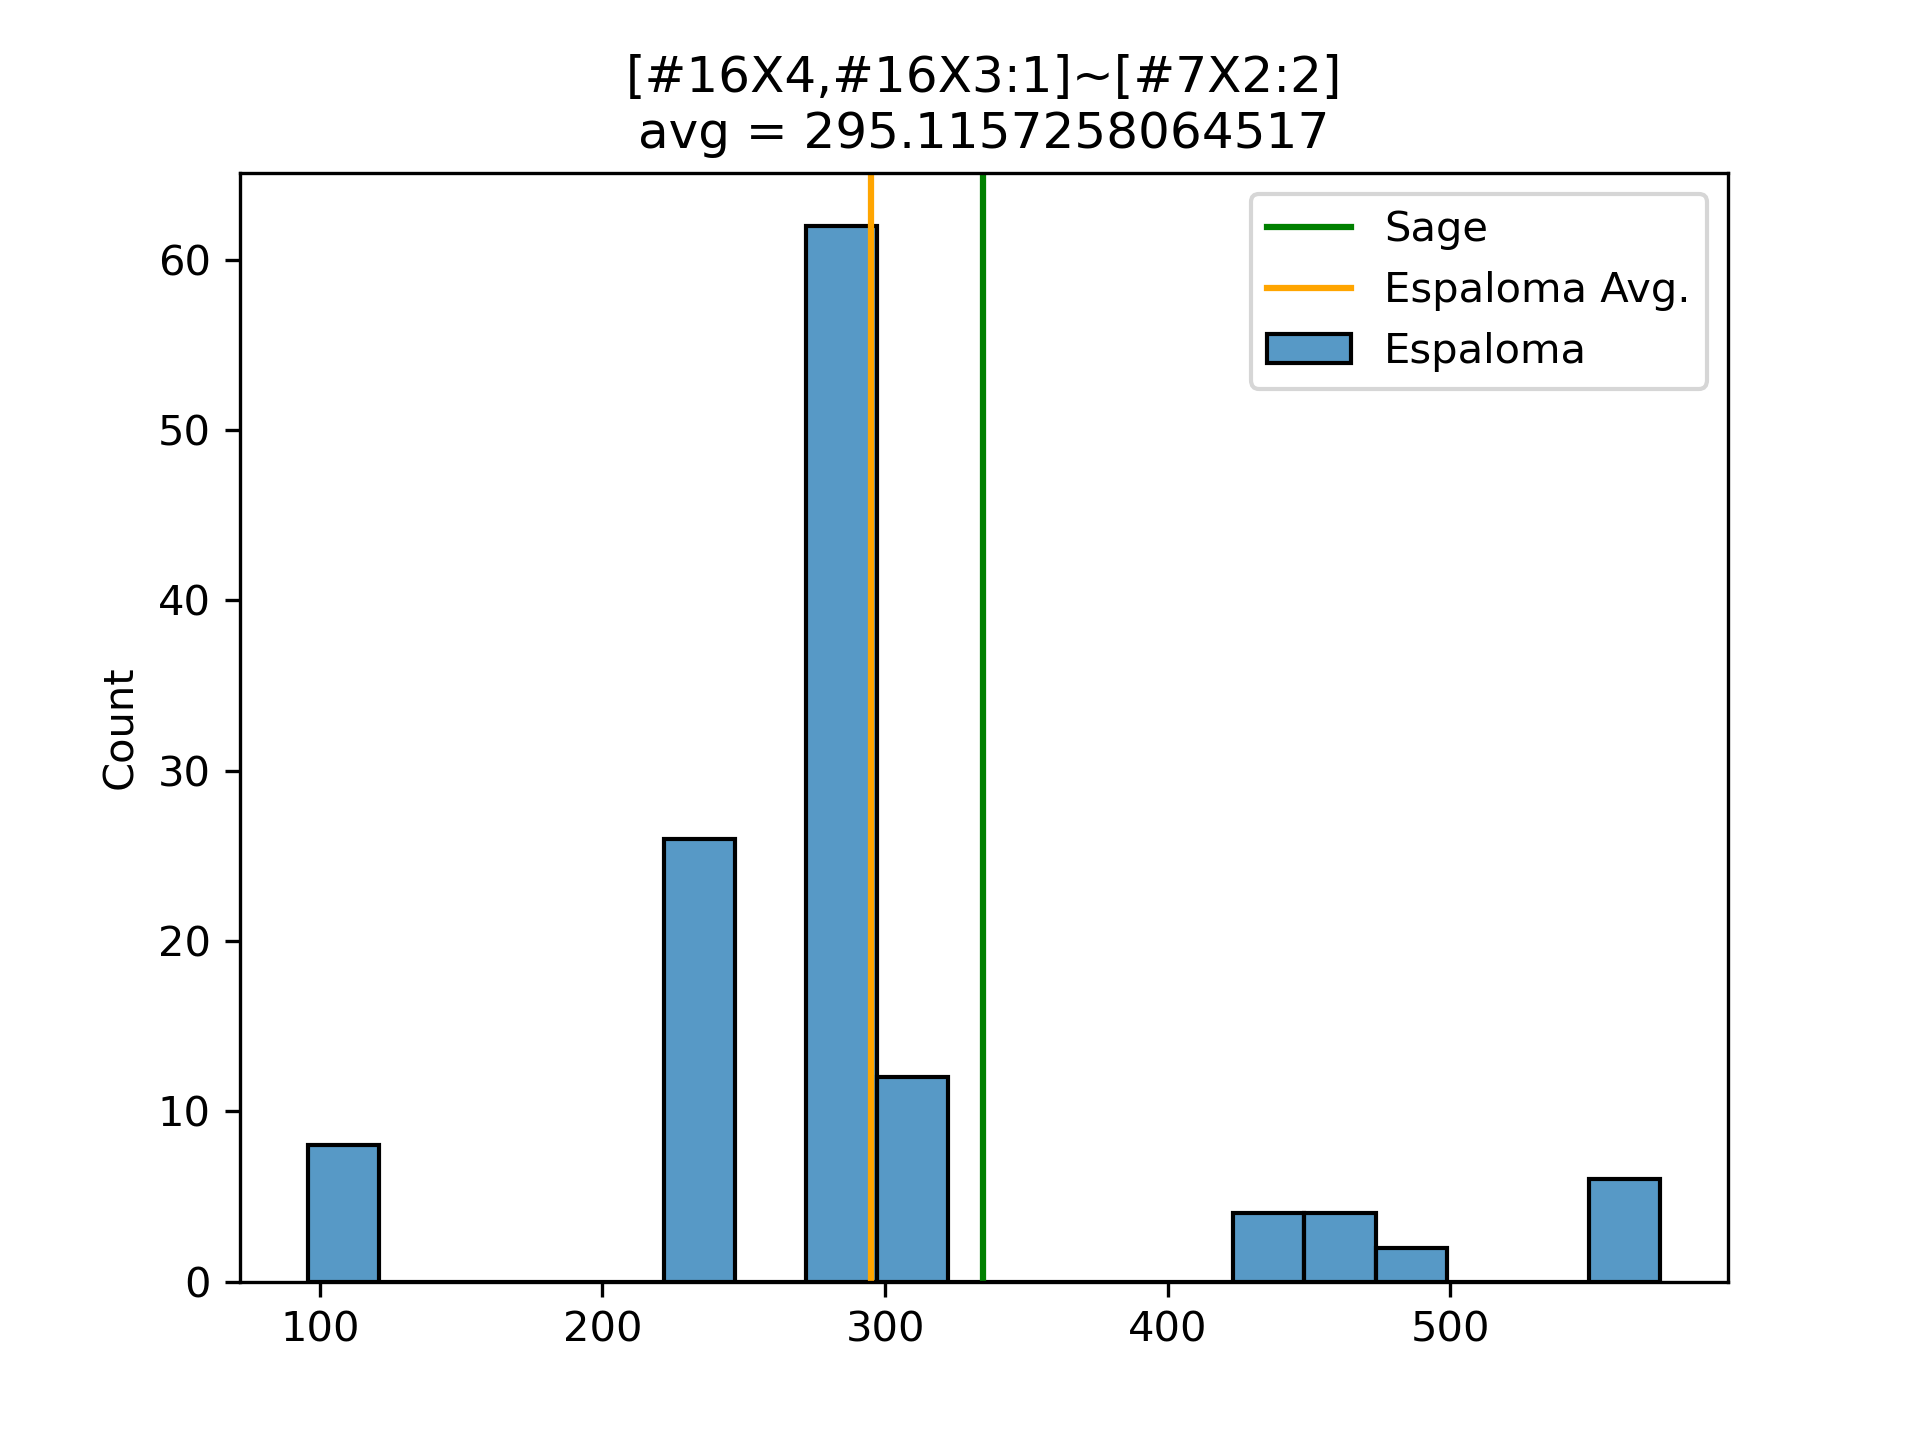 [#16X4,#16X3:1]~[#7X2:2]
avg = 295.1157258064517
Sage
Espaloma Avg.
Espaloma
Count
60
50
40
30
20
10
0
100 200 300 400 500